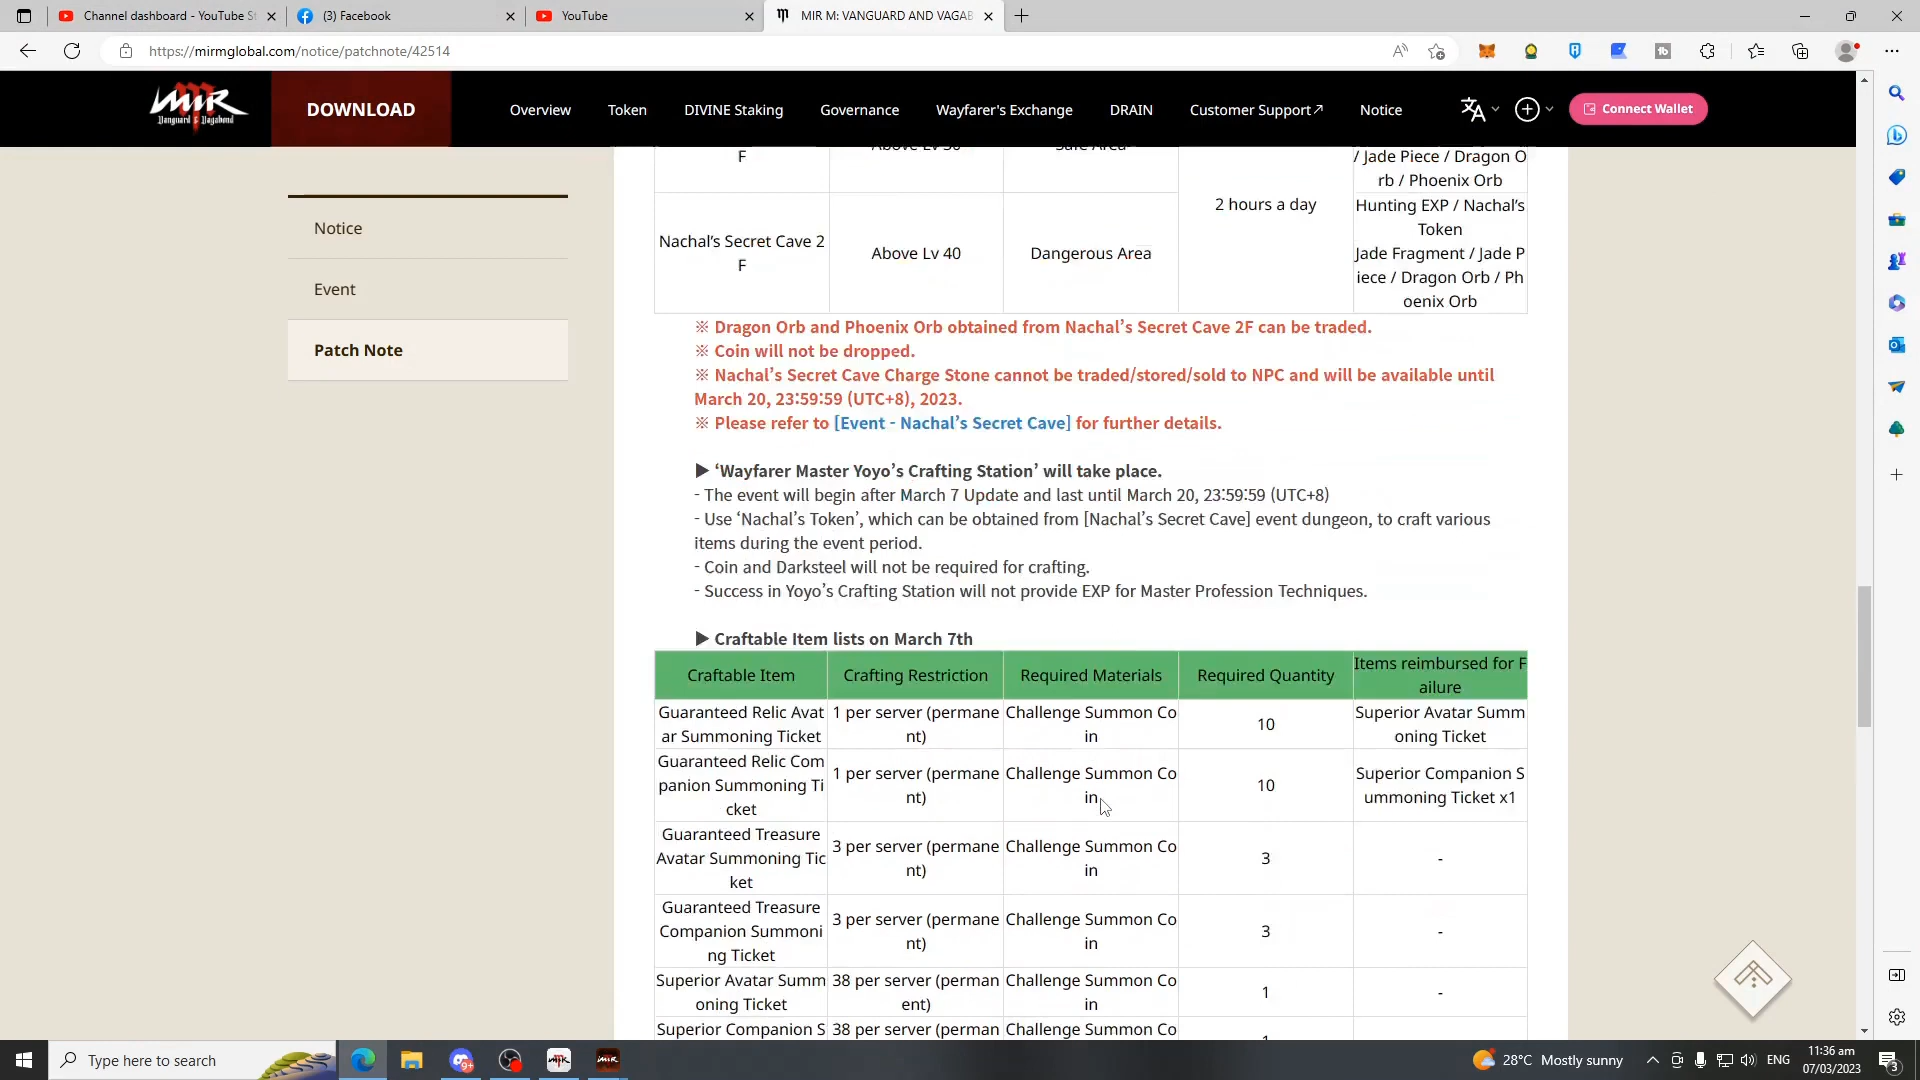 Channel dashboard - YouTube St
(3) Facebook
YouTube
MIR M: VANGUARD AND VAGAB
https://mirmglobal.com/notice/patchnote/42514
MIR
Vanguard & Vagabond
DOWNLOAD
Overview
Token
DIVINE Staking
Governance
Wayfarer's Exchange
DRAIN
Customer Support↗
Notice
Connect Wallet
Notice
Event
Patch Note
F
Above Lv 30
Safe Area
2 hours a day
/ Jade Piece / Dragon O
rb / Phoenix Orb
Nachal’s Secret Cave 2
F
Above Lv 40
Dangerous Area
Hunting EXP / Nachal’s
Token
Jade Fragment / Jade P
iece / Dragon Orb / Ph
oenix Orb
※ Dragon Orb and Phoenix Orb obtained from Nachal’s Secret Cave 2F can be traded.
※ Coin will not be dropped.
※ Nachal’s Secret Cave Charge Stone cannot be traded/stored/sold to NPC and will be available until
March 20, 23:59:59 (UTC+8), 2023.
※ Please refer to [Event - Nachal’s Secret Cave] for further details.
▶ ‘Wayfarer Master Yoyo’s Crafting Station’ will take place.
- The event will begin after March 7 Update and last until March 20, 23:59:59 (UTC+8)
- Use ‘Nachal’s Token’, which can be obtained from [Nachal’s Secret Cave] event dungeon, to craft various
items during the event period.
- Coin and Darksteel will not be required for crafting.
- Success in Yoyo’s Crafting Station will not provide EXP for Master Profession Techniques.
▶ Craftable Item lists on March 7th
Craftable Item
Crafting Restriction
Required Materials
Required Quantity
Items reimbursed for F
ailure
Guaranteed Relic Avat
ar Summoning Ticket
1 per server (permane
nt)
Challenge Summon Co
in
10
Superior Avatar Summ
oning Ticket
Guaranteed Relic Com
panion Summoning Ti
cket
1 per server (permane
nt)
Challenge Summon Co
in
10
Superior Companion S
ummoning Ticket x1
Guaranteed Treasure
Avatar Summoning Tic
ket
3 per server (permane
nt)
Challenge Summon Co
in
3
-
Guaranteed Treasure
Companion Summoni
ng Ticket
3 per server (permane
nt)
Challenge Summon Co
in
3
-
Superior Avatar Summ
oning Ticket
38 per server (perman
ent)
Challenge Summon Co
in
1
-
Superior Companion S
38 per server (perman
Challenge Summon Co
1
Type here to search
9+
28°C Mostly sunny
ENG
11:36 am
07/03/2023
3